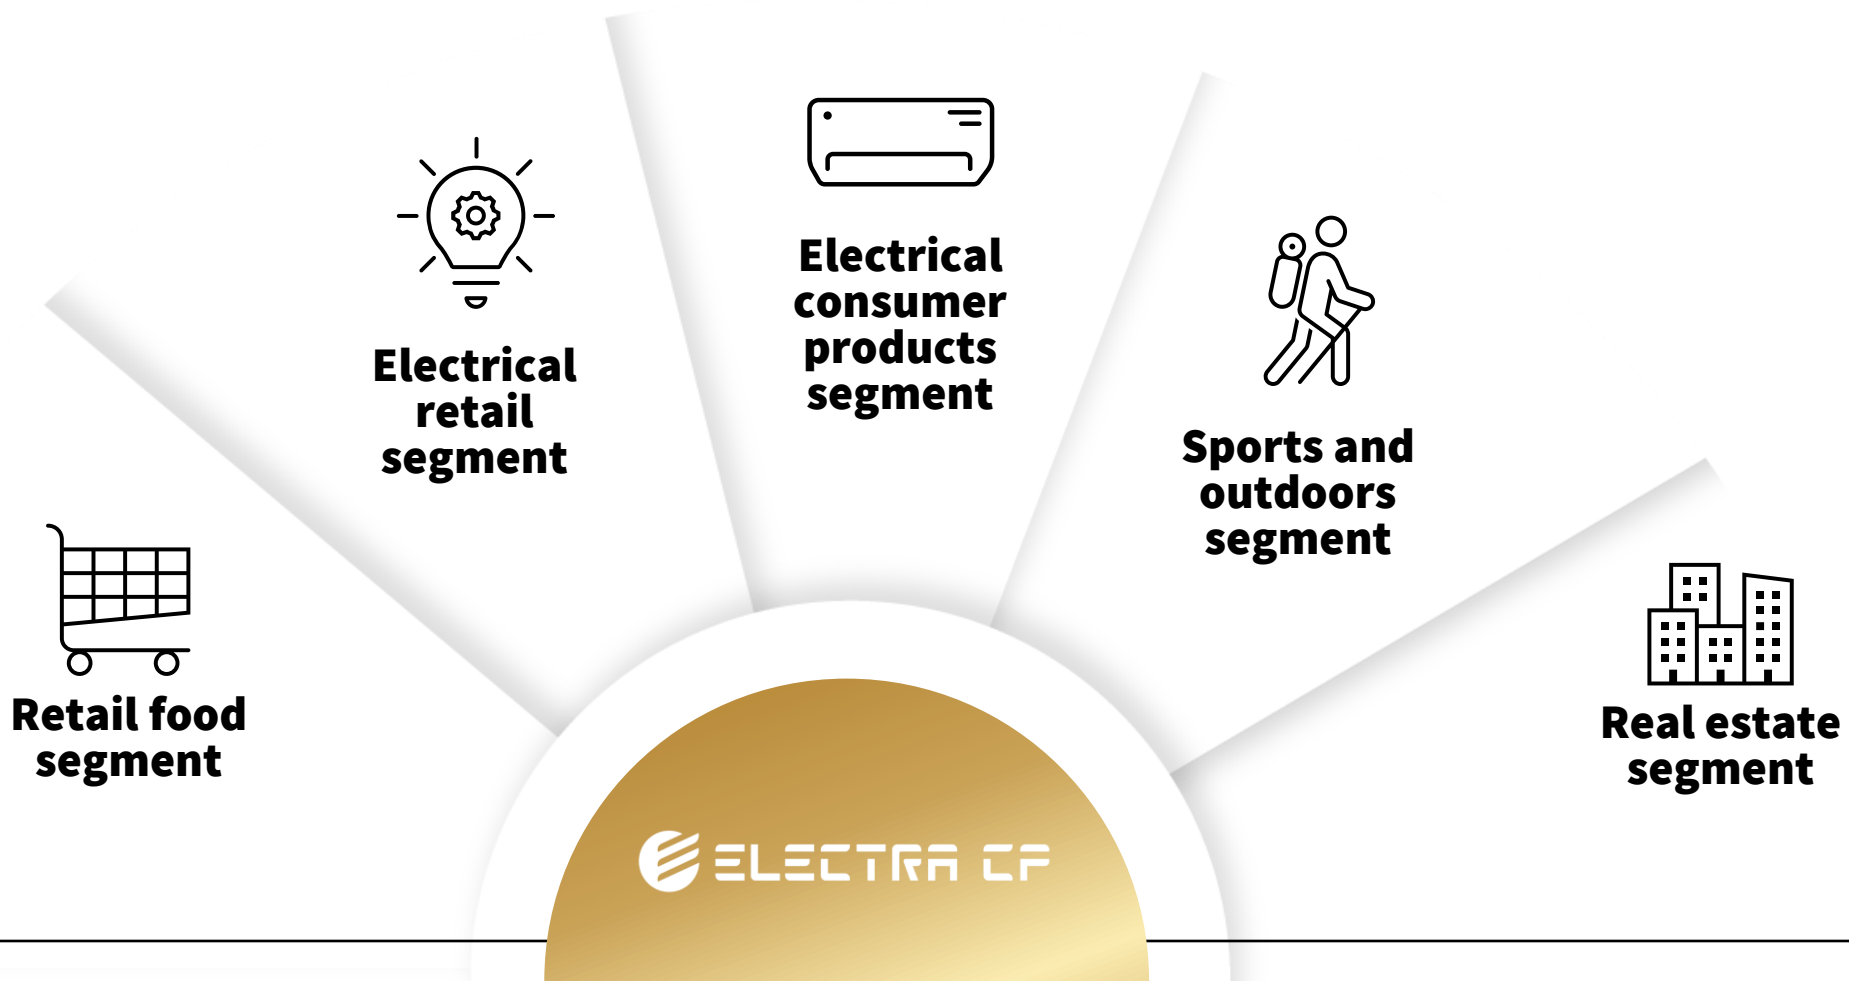 Retail food
segment
Electrical
retail
segment
Electrical
consumer
products
segment
Sports and
outdoors
segment
Real estate
segment
ELECTRA CP